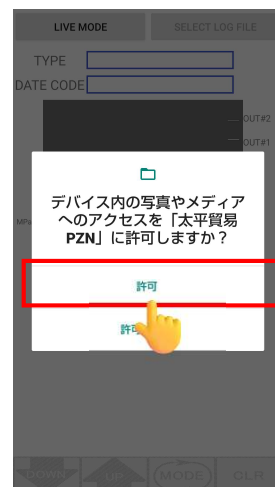 LIVE MODE
SELECT LOG FILE
TYPE
DATE CODE
OUT#2
OUT#1
デバイス内の写真やメディア
へのアクセスを「太平貿易
PZN」に許可しますか？
MPa
許可
許可
DOWN
UP
MODE
CLR